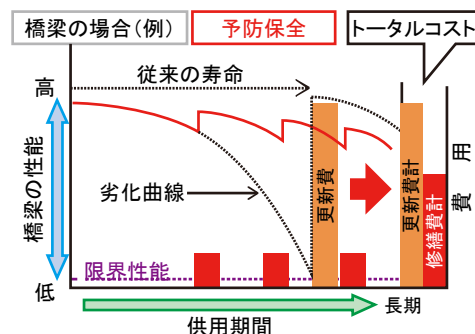 橋梁の場合(例)
予防保全
トータルコスト
従来の寿命
高
橋梁の性能
低
劣化曲線
限界性能
更新費
更新費計
修繕費計
費用
長期
供用期間